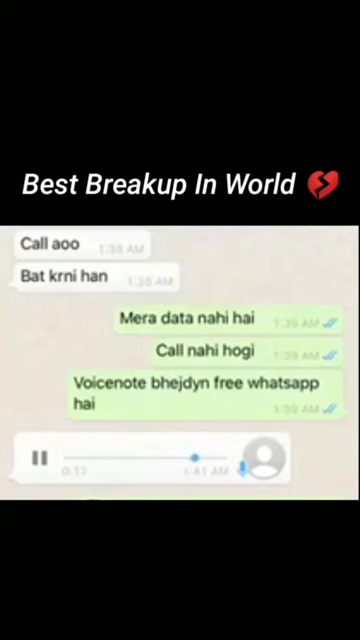 Best Breakup In World 💔
Call aoo 1:38 AM
Bat krni han 1:38 AM
Mera data nahi hai 1:39 AM
Call nahi hogi 1:39 AM
Voicenote bhejdyn free whatsapp
hai 1:39 AM
0:17 1:41 AM